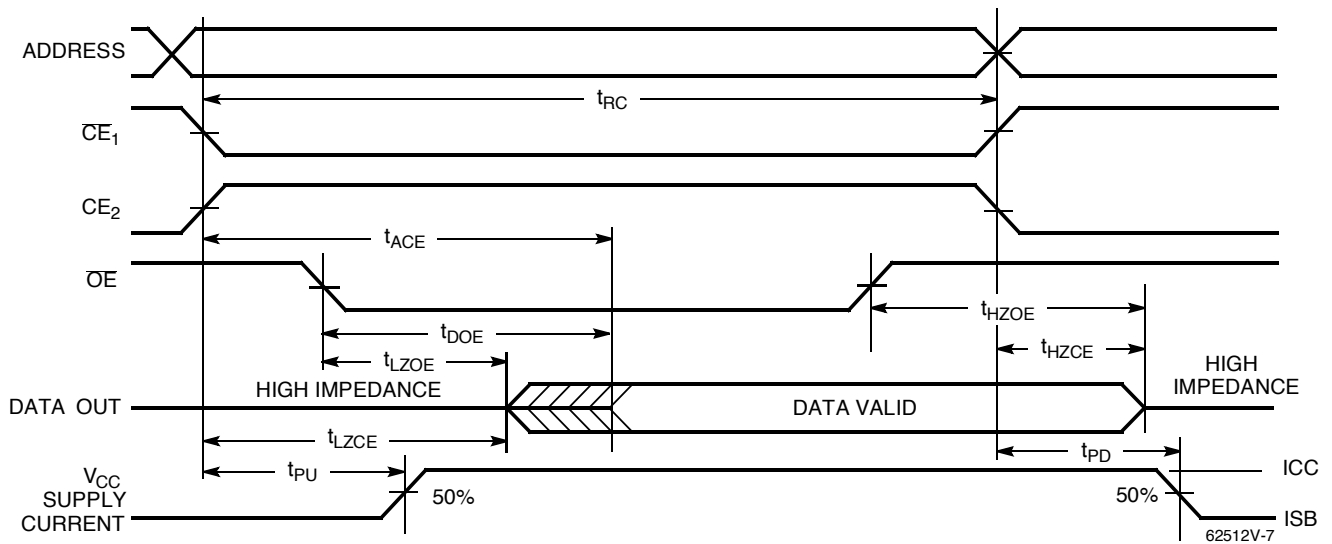 ADDRESS
tRC
CE1
CE2
tACE
OE
tHZOE
tDOE
tHZCE
tLZOE
HIGH
IMPEDANCE
HIGH IMPEDANCE
DATA OUT
DATA VALID
tLZCE
tPD
tPU
VCC
SUPPLY
CURRENT
50%
50%
ICC
ISB
62512V-7